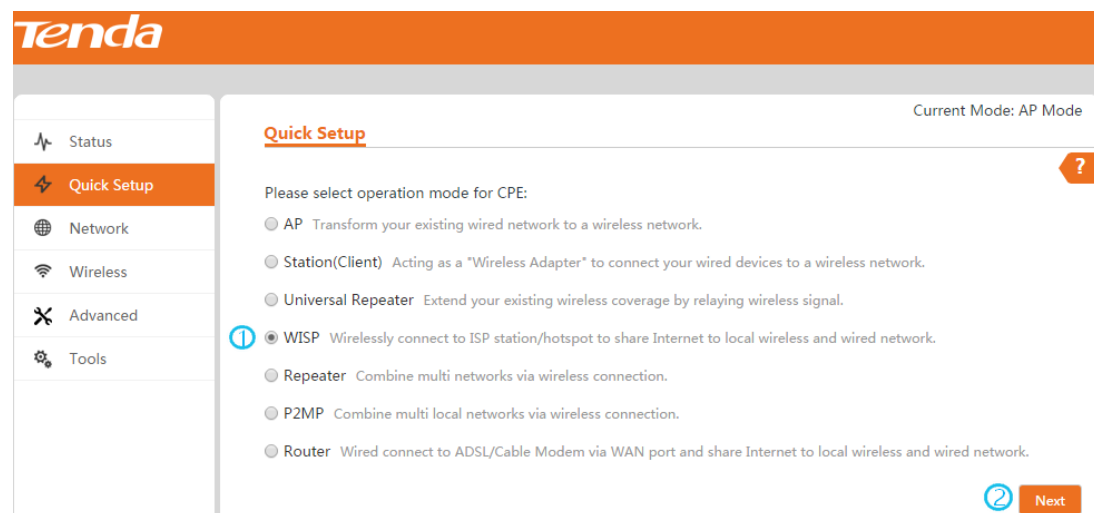 Tenda
Current Mode: AP Mode
Quick Setup
?
Status
Quick Setup
Network
Wireless
Advanced
Tools
Please select operation mode for CPE:
AP Transform your existing wired network to a wireless network.
Station(Client) Acting as a "Wireless Adapter" to connect your wired devices to a wireless network.
Universal Repeater Extend your existing wireless coverage by relaying wireless signal.
① WISP Wirelessly connect to ISP station/hotspot to share Internet to local wireless and wired network.
Repeater Combine multi networks via wireless connection.
P2MP Combine multi local networks via wireless connection.
Router Wired connect to ADSL/Cable Modem via WAN port and share Internet to local wireless and wired network.
② Next